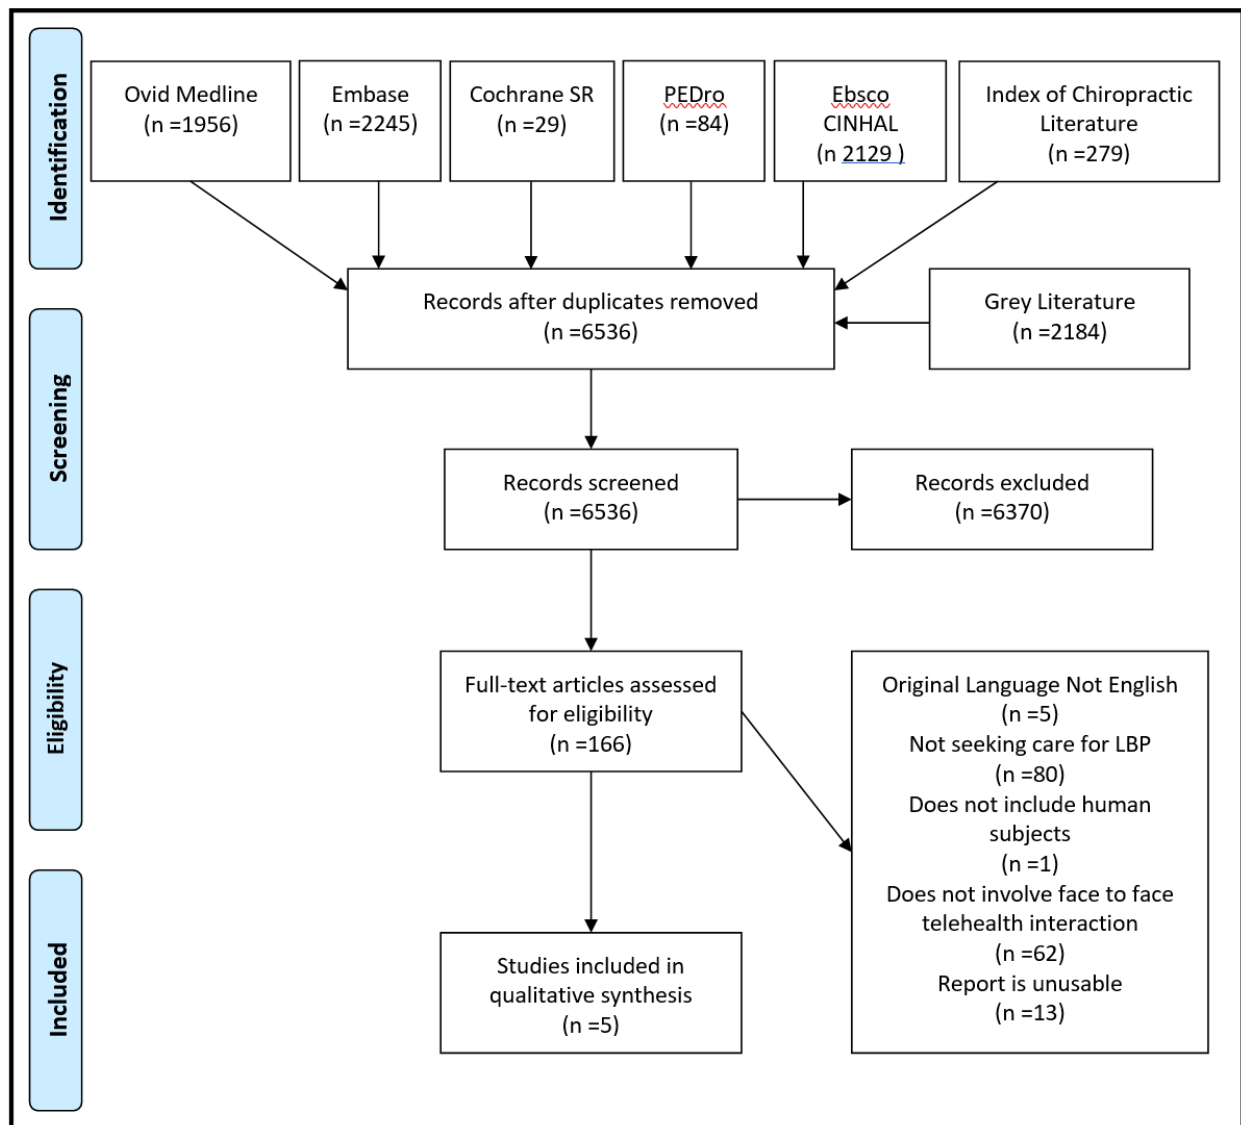 Identification
Ovid Medline
(n =1956)
Embase
(n =2245)
Cochrane SR
(n =29)
PEDro
(n =84)
Ebsco
CINHAL
(n 2129 )
Index of Chiropractic
Literature
(n =279)
Records after duplicates removed
(n =6536)
Grey Literature
(n =2184)
Screening
Records screened
(n =6536)
Records excluded
(n =6370)
Eligibility
Full-text articles assessed
for eligibility
(n =166)
Original Language Not English
(n =5)
Not seeking care for LBP
(n =80)
Does not include human
subjects
(n =1)
Does not involve face to face
telehealth interaction
(n =62)
Report is unusable
(n =13)
Included
Studies included in
qualitative synthesis
(n =5)